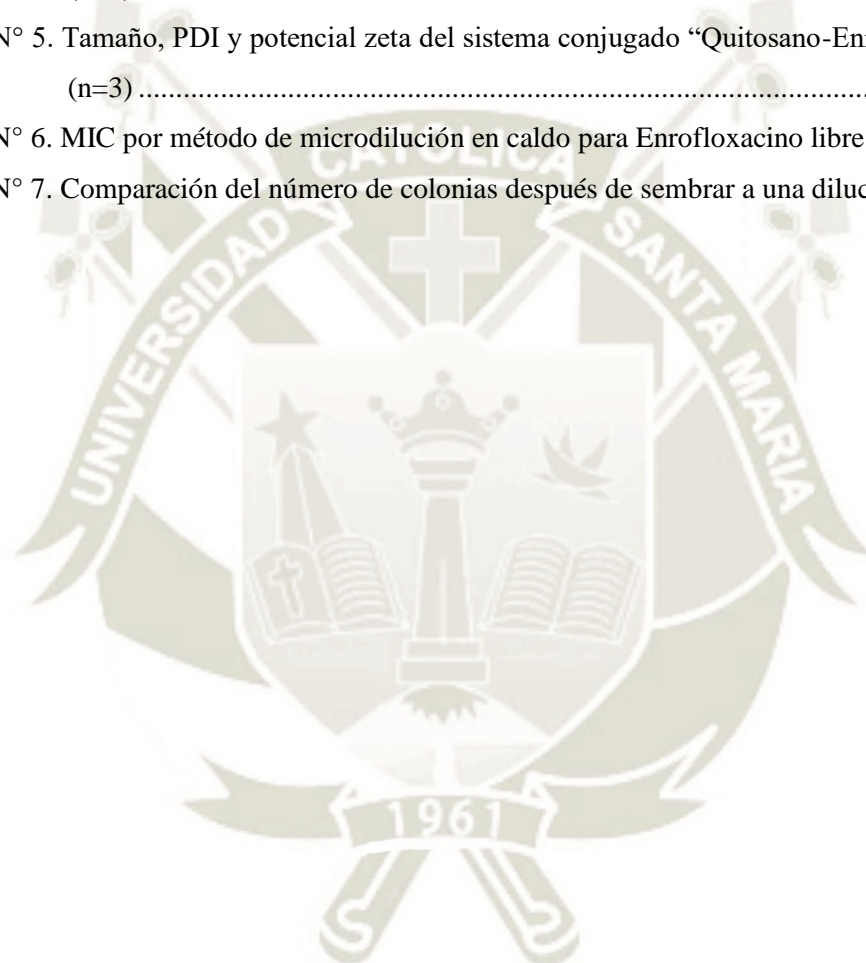 N° 5. Tamaño, PDI y potencial zeta del sistema conjugado “Quitosano-En
(n=3) ........................................................................................................
N° 6. MIC por método de microdilución en caldo para Enrofloxacino libre
N° 7. Comparación del número de colonias después de sembrar a una diluc
UNIVERSIDAD CATOLICA SANTA MARIA
1961